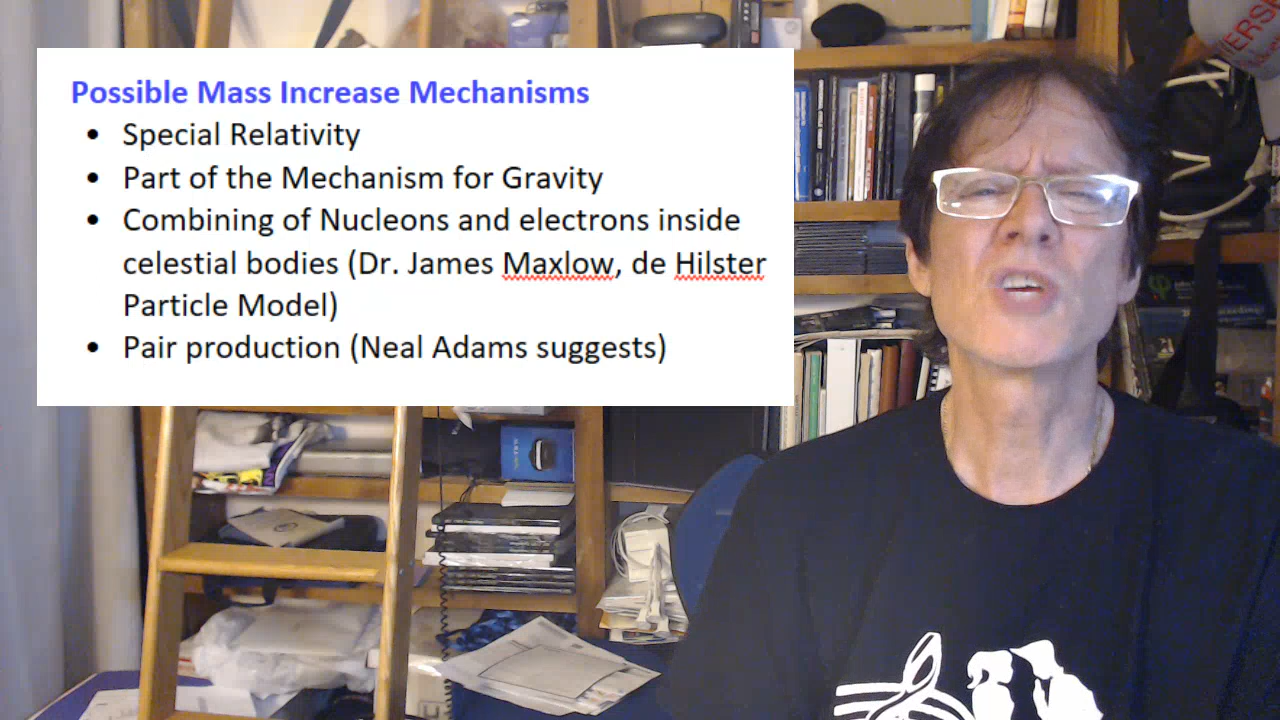 Possible Mass Increase Mechanisms
• Special Relativity
• Part of the Mechanism for Gravity
• Combining of Nucleons and electrons inside
celestial bodies (Dr. James Maxlow, de Hilster
Particle Model)
• Pair production (Neal Adams suggests)